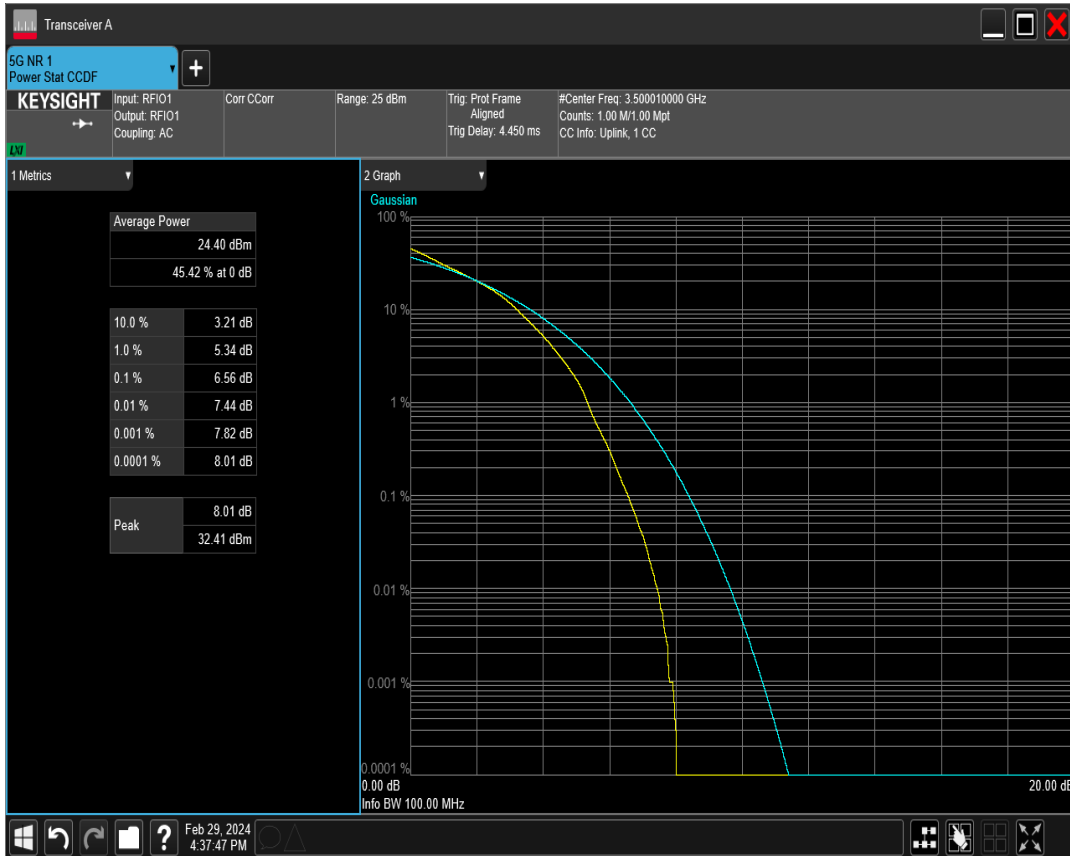 Transceiver A
5G NR 1
Power Stat CCDF
KEYSIGHT
LXI
Input: RFIO1
Output: RFIO1
Coupling: AC
Corr CCorr
Range: 25 dBm
Trig: Prot Frame
Aligned
Trig Delay: 4.450 ms
#Center Freq: 3.500010000 GHz
Counts: 1.00 M/1.00 Mpt
CC Info: Uplink, 1 CC
1 Metrics
Average Power
24.40 dBm
45.42 % at 0 dB
10.0 % 3.21 dB
1.0 % 5.34 dB
0.1 % 6.56 dB
0.01 % 7.44 dB
0.001 % 7.82 dB
0.0001 % 8.01 dB
Peak
8.01 dB
32.41 dBm
2 Graph
Gaussian
100 %
10 %
1 %
0.1 %
0.01 %
0.001 %
0.0001 %
0.00 dB 20.00 dB
Info BW 100.00 MHz
?
Feb 29, 2024
4:37:47 PM